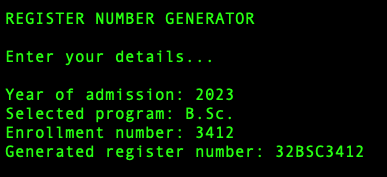 REGISTER NUMBER GENERATOR
Enter your details...
Year of admission: 2023
Selected program: B.Sc.
Enrollment number: 3412
Generated register number: 32BSC3412